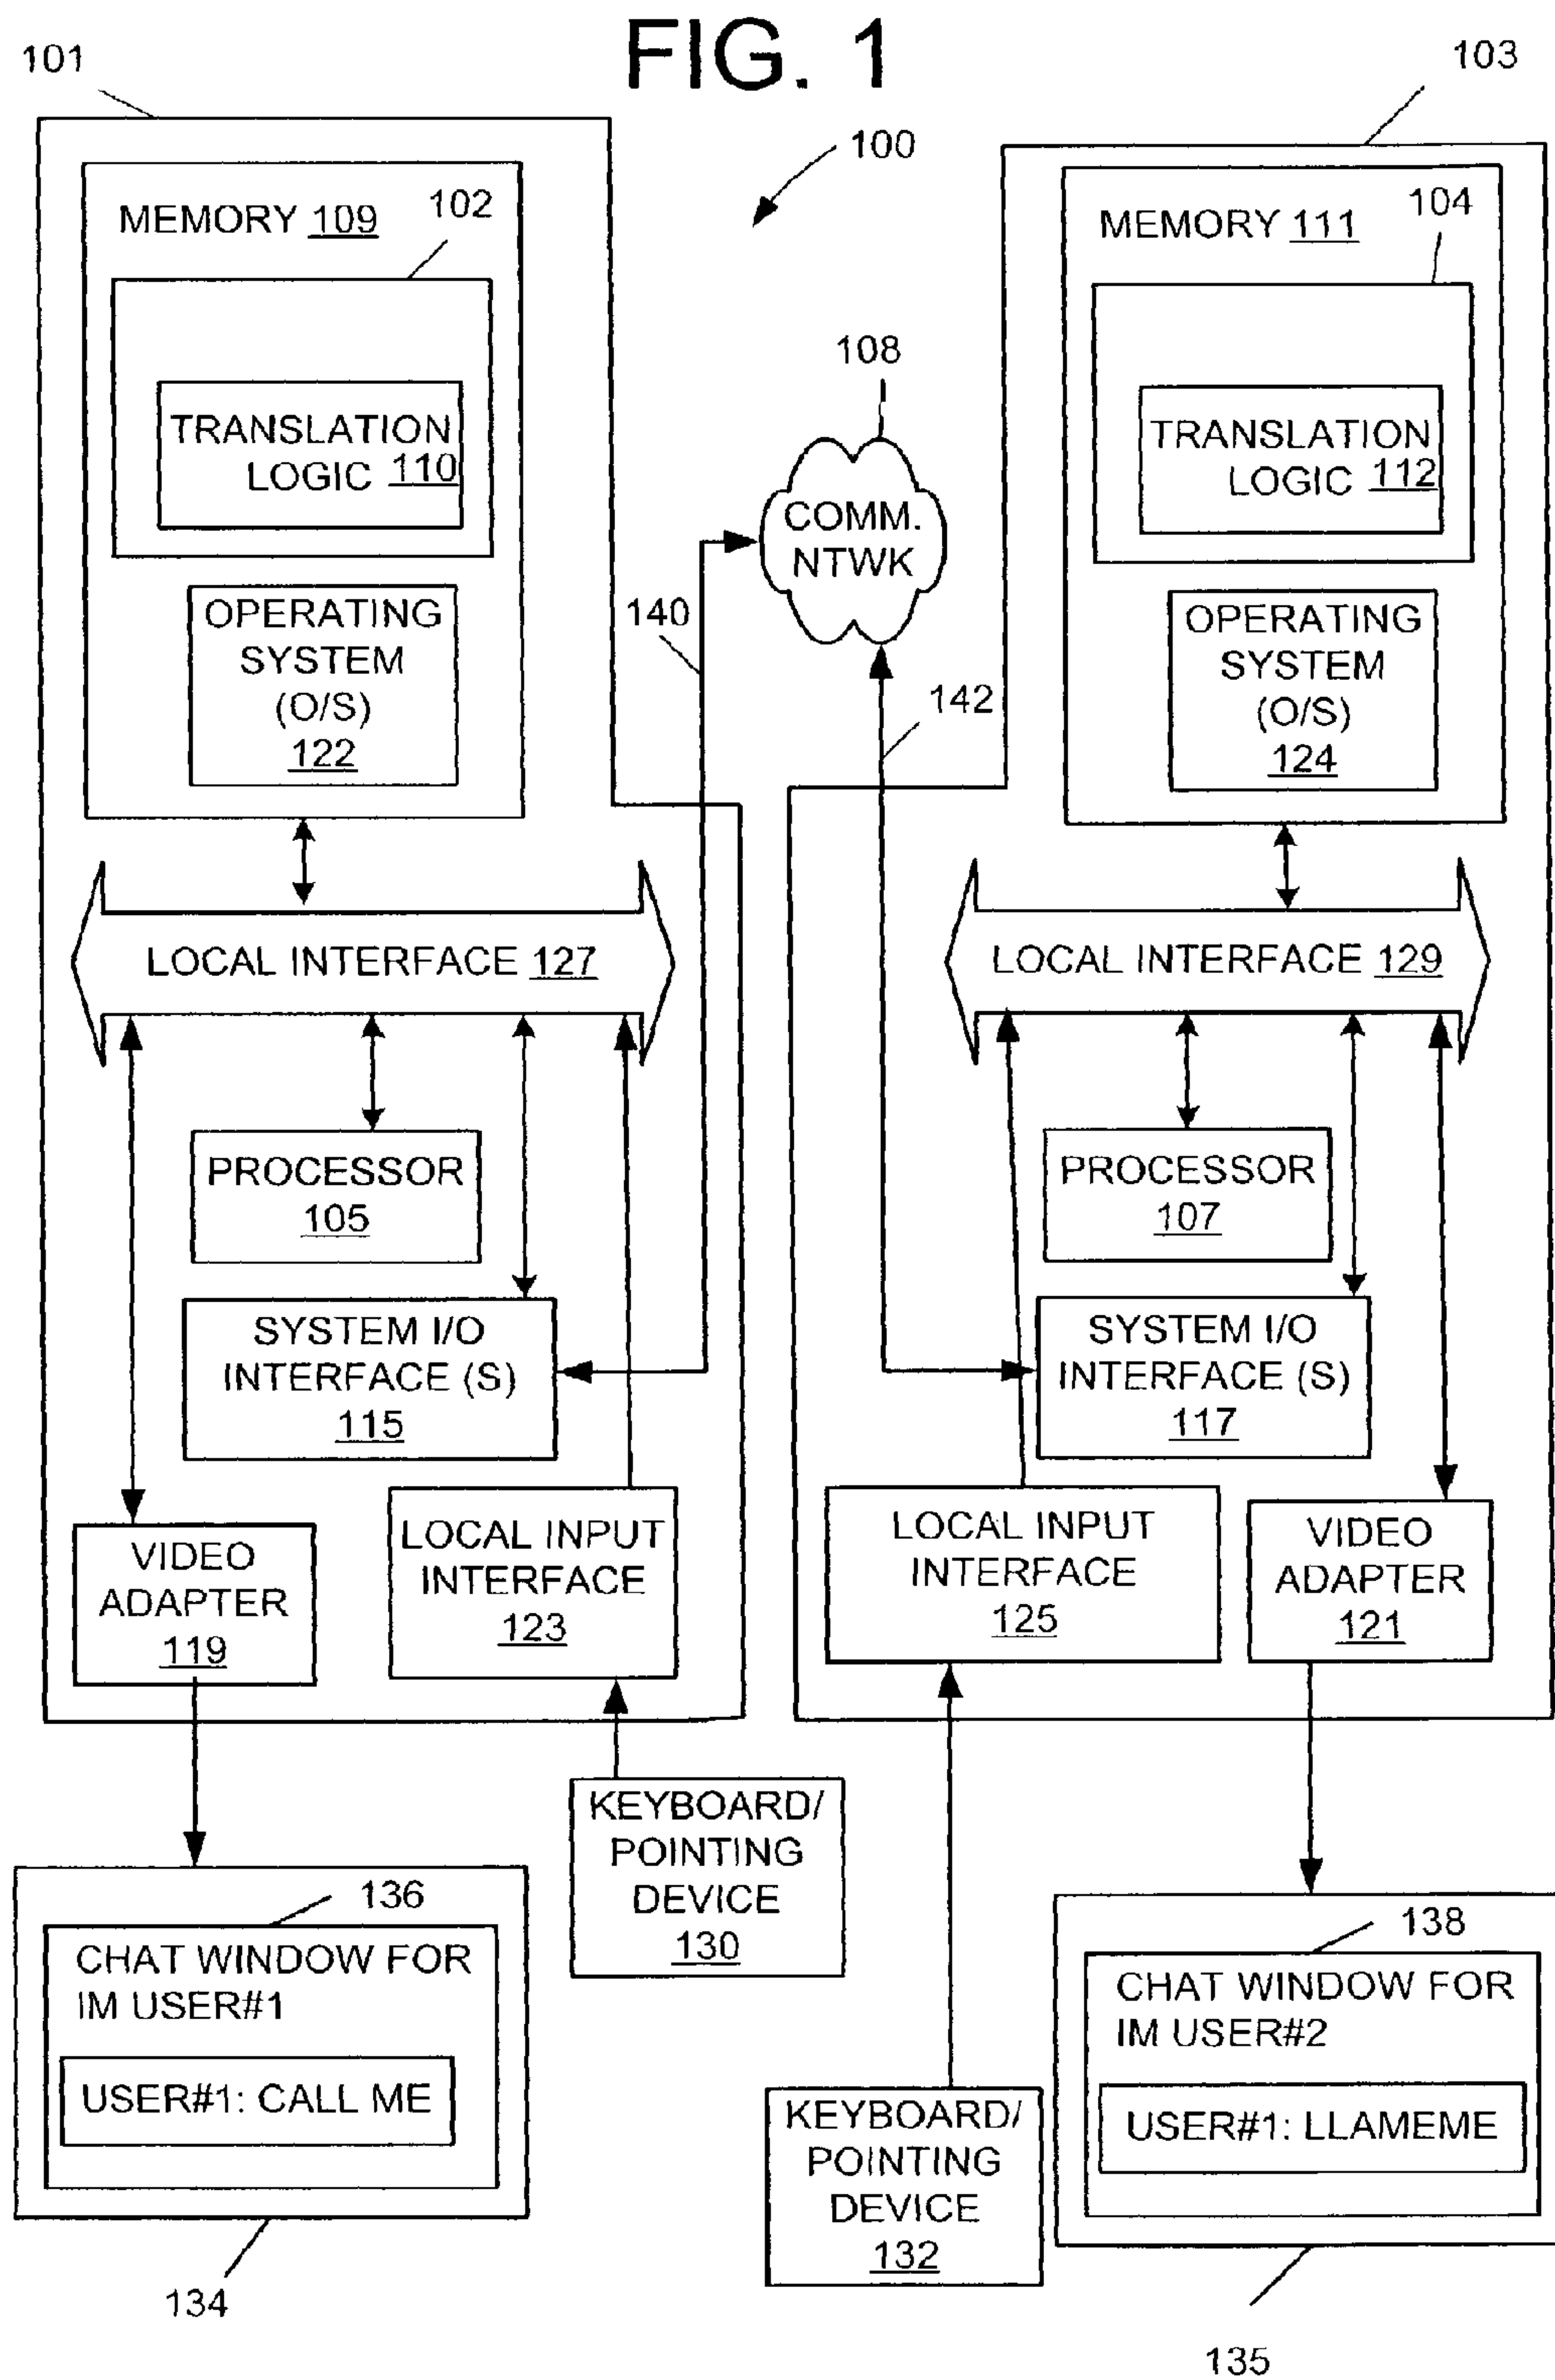 FIG. 1
101
103
100
MEMORY 109
102
TRANSLATION
LOGIC 110
OPERATING
SYSTEM
(O/S)
122
MEMORY 111
104
TRANSLATION
LOGIC 112
OPERATING
SYSTEM
(O/S)
124
108
COMM.
NTWK
140
142
LOCAL INTERFACE 127
LOCAL INTERFACE 129
PROCESSOR
105
PROCESSOR
107
SYSTEM I/O
INTERFACE (S)
115
SYSTEM I/O
INTERFACE (S)
117
VIDEO
ADAPTER
119
LOCAL INPUT
INTERFACE
123
LOCAL INPUT
INTERFACE
125
VIDEO
ADAPTER
121
KEYBOARD/
POINTING
DEVICE
130
136
CHAT WINDOW FOR
IM USER#1
USER#1: CALL ME
134
KEYBOARD/
POINTING
DEVICE
132
138
CHAT WINDOW FOR
IM USER#2
USER#1: LLAMEME
135